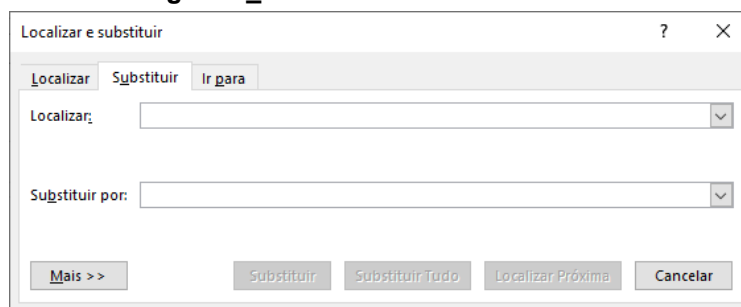 Localizar e substituir ?
Localizar Substituir Ir para
Localizar:
Substituir por:
Mais >> Substituir Substituir Tudo Localizar Próxima Cancelar